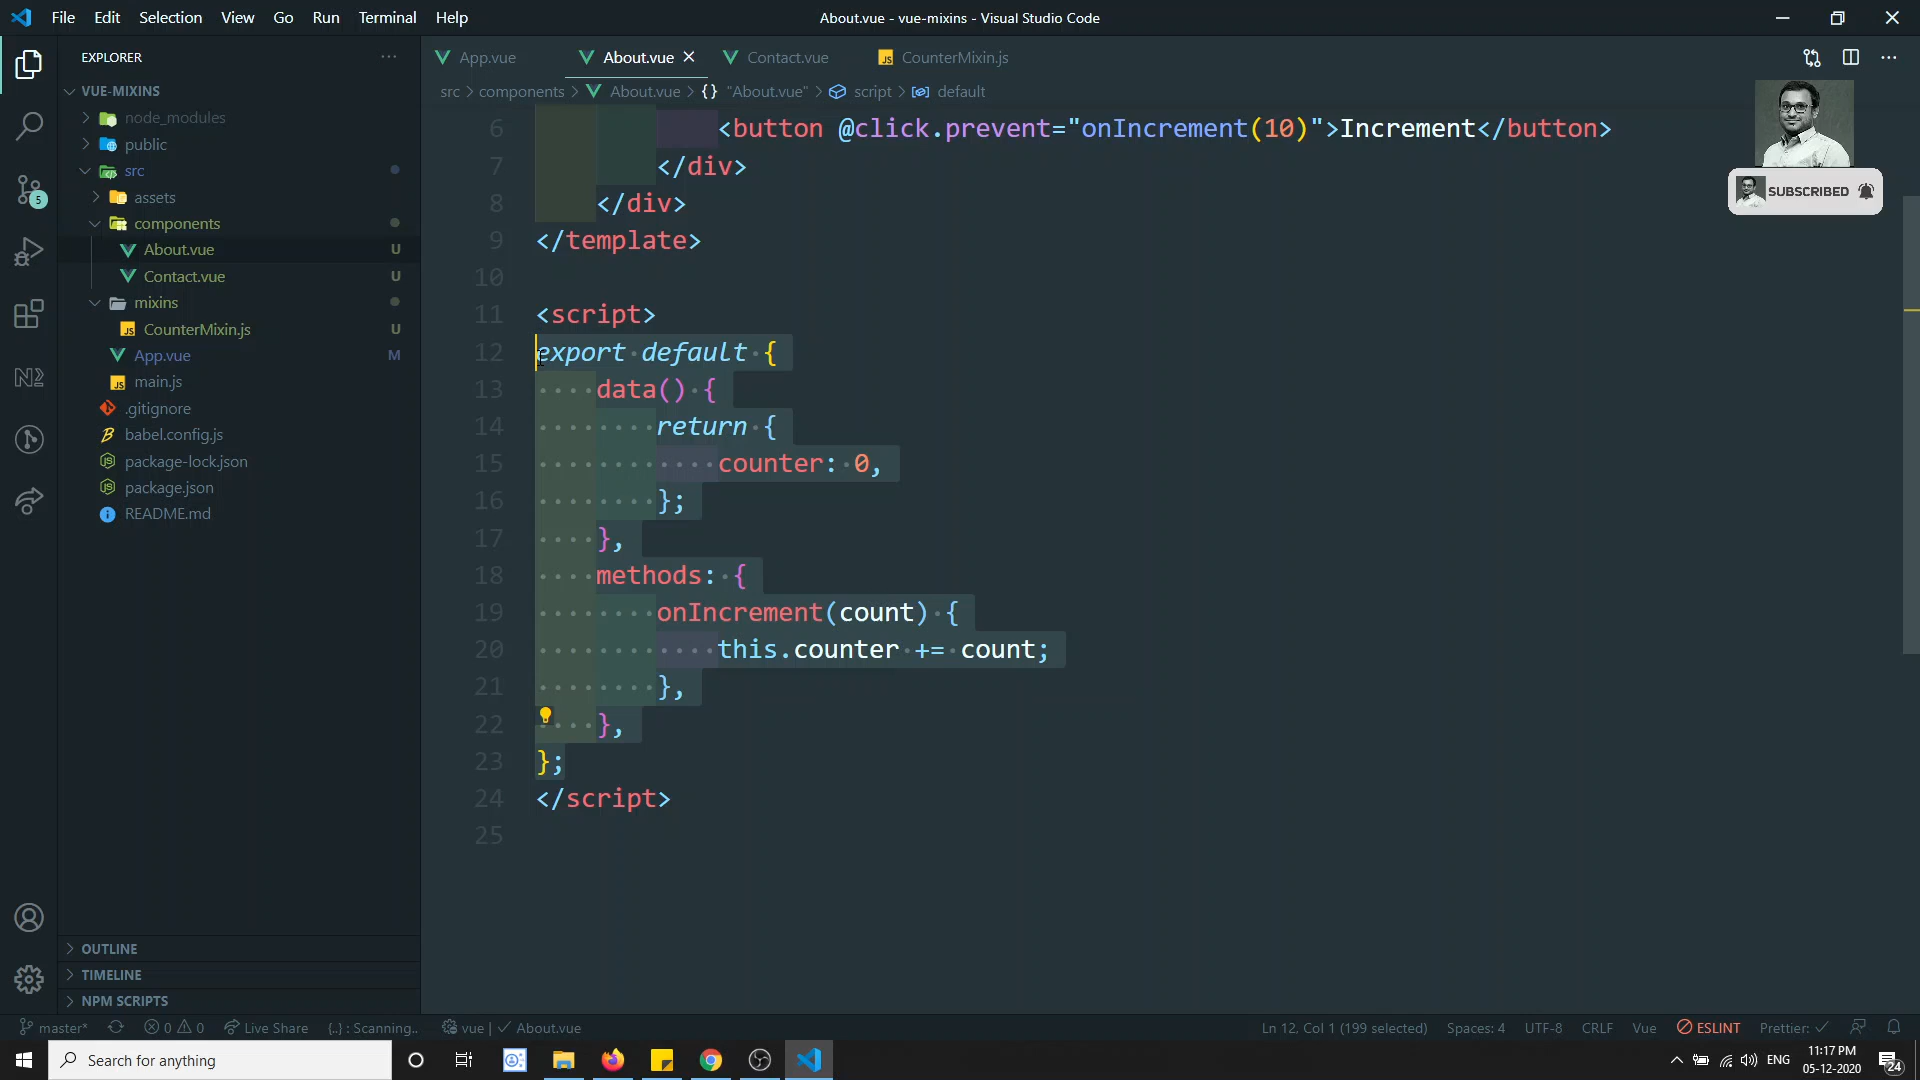 File Edit Selection View Go Run Terminal Help
About.vue - vue-mixins - Visual Studio Code
EXPLORER
App.vue
About.vue
Contact.vue
CounterMixin.js
VUE-MIXINS
src > components > About.vue > {} "About.vue" > script > default
node_modules
public
src
assets
components
About.vue U
Contact.vue U
mixins
CounterMixin.js U
App.vue M
main.js
.gitignore
babel.config.js
package-lock.json
package.json
README.md
5
6 <button @click.prevent="onIncrement(10)">Increment</button>
7 </div>
8 </div>
9 </template>
10
11 <script>
12 export default {
13 data() {
14 return {
15 counter: 0,
16 };
17 },
18 methods: {
19 onIncrement(count) {
20 this.counter += count;
21 },
22 },
23 };
24 </script>
25
SUBSCRIBED
OUTLINE
TIMELINE
NPM SCRIPTS
master* 0 0 Live Share {..} : Scanning.. vue | About.vue
Ln 12, Col 1 (199 selected) Spaces: 4 UTF-8 CRLF Vue ESLINT Prettier:
Search for anything
ENG
11:17 PM
05-12-2020
24